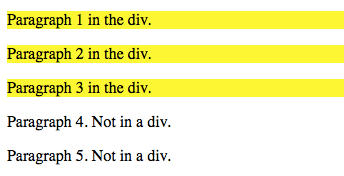 Paragraph 1 in the div.
Paragraph 2 in the div.
Paragraph 3 in the div.
Paragraph 4. Not in a div.
Paragraph 5. Not in a div.